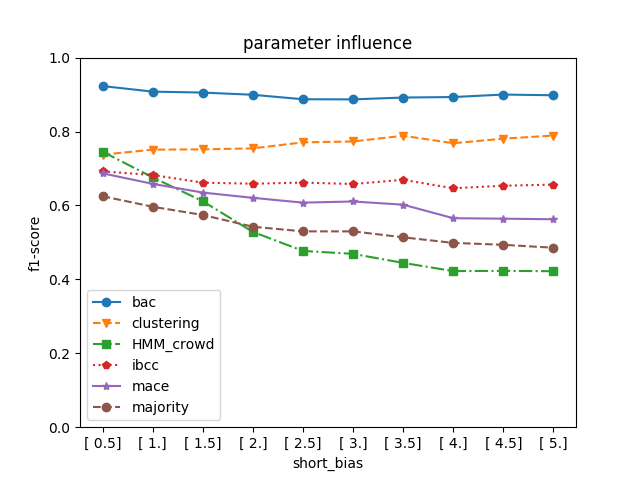 parameter influence
f1-score
1.0
0.8
0.6
0.4
0.2
0.0
bac
clustering
HMM_crowd
ibcc
mace
majority
[ 0.5] [ 1.] [ 1.5] [ 2.] [ 2.5] [ 3.] [ 3.5] [ 4.] [ 4.5] [ 5.]
short_bias